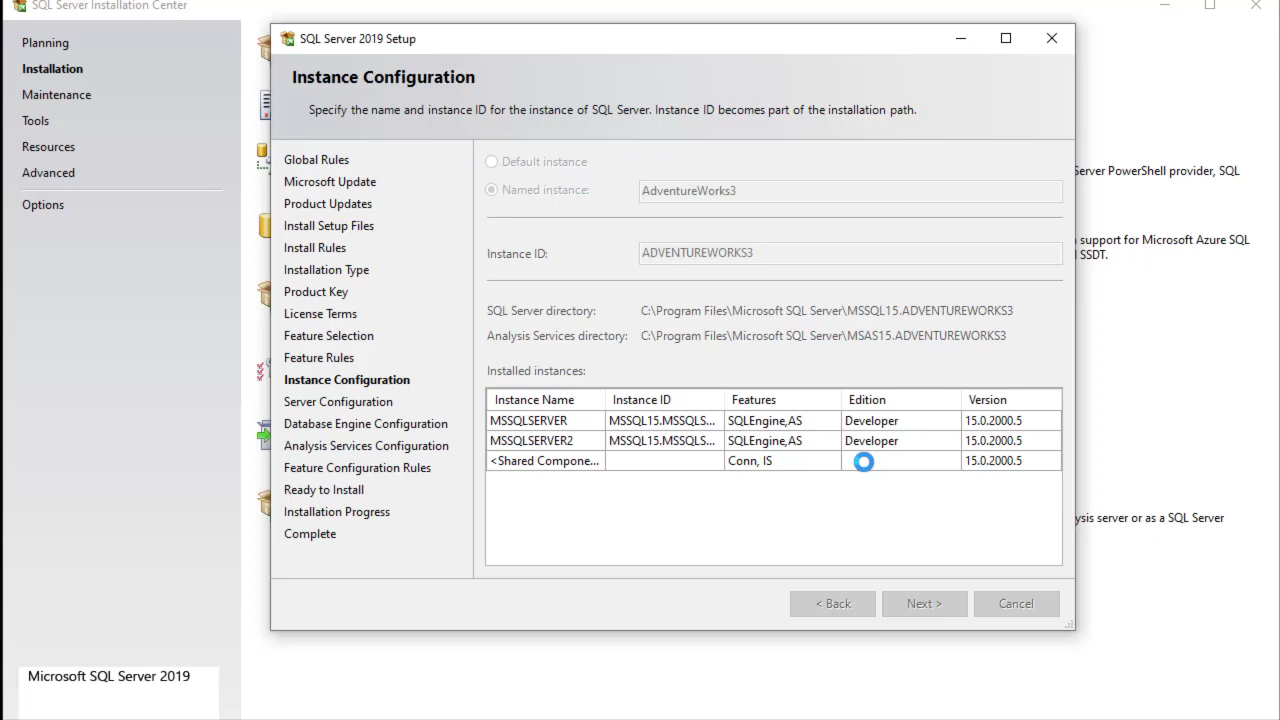 SQL Server Installation Center
Planning
Installation
Maintenance
Tools
Resources
Advanced
Options
Microsoft SQL Server 2019
SQL Server 2019 Setup
Instance Configuration
Specify the name and instance ID for the instance of SQL Server. Instance ID becomes part of the installation path.
Global Rules
Microsoft Update
Product Updates
Install Setup Files
Install Rules
Installation Type
Product Key
License Terms
Feature Selection
Feature Rules
Instance Configuration
Server Configuration
Database Engine Configuration
Analysis Services Configuration
Feature Configuration Rules
Ready to Install
Installation Progress
Complete
Default instance
Named instance: AdventureWorks3
Instance ID: ADVENTUREWORKS3
SQL Server directory: C:\Program Files\Microsoft SQL Server\MSSQL15.ADVENTUREWORKS3
Analysis Services directory: C:\Program Files\Microsoft SQL Server\MSAS15.ADVENTUREWORKS3
Installed instances:
Instance Name Instance ID Features Edition Version
MSSQLSERVER MSSQL15.MSSQLS... SQLEngine,AS Developer 15.0.2000.5
MSSQLSERVER2 MSSQL15.MSSQLS... SQLEngine,AS Developer 15.0.2000.5
<Shared Compone... Conn, IS 15.0.2000.5
< Back Next > Cancel
Server PowerShell provider, SQL
support for Microsoft Azure SQL
SSDT.
ysis server or as a SQL Server